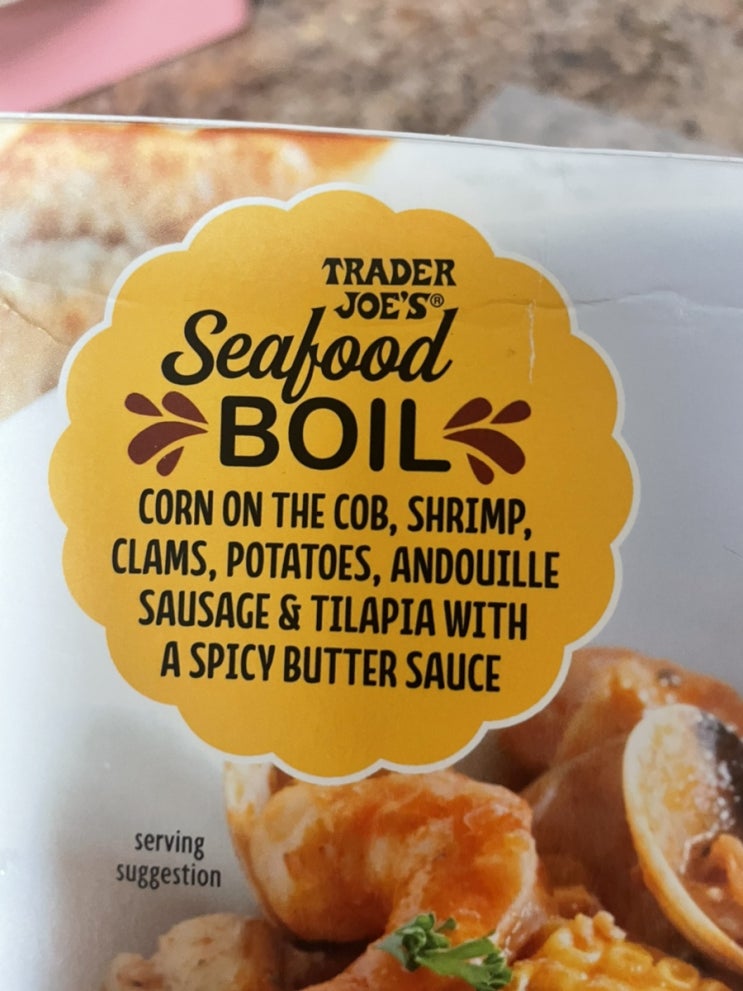 TRADER
JOE'S®
Seafood
BOIL
CORN ON THE COB, SHRIMP,
CLAMS, POTATOES, ANDOUILLE
SAUSAGE & TILAPIA WITH
A SPICY BUTTER SAUCE
serving
suggestion